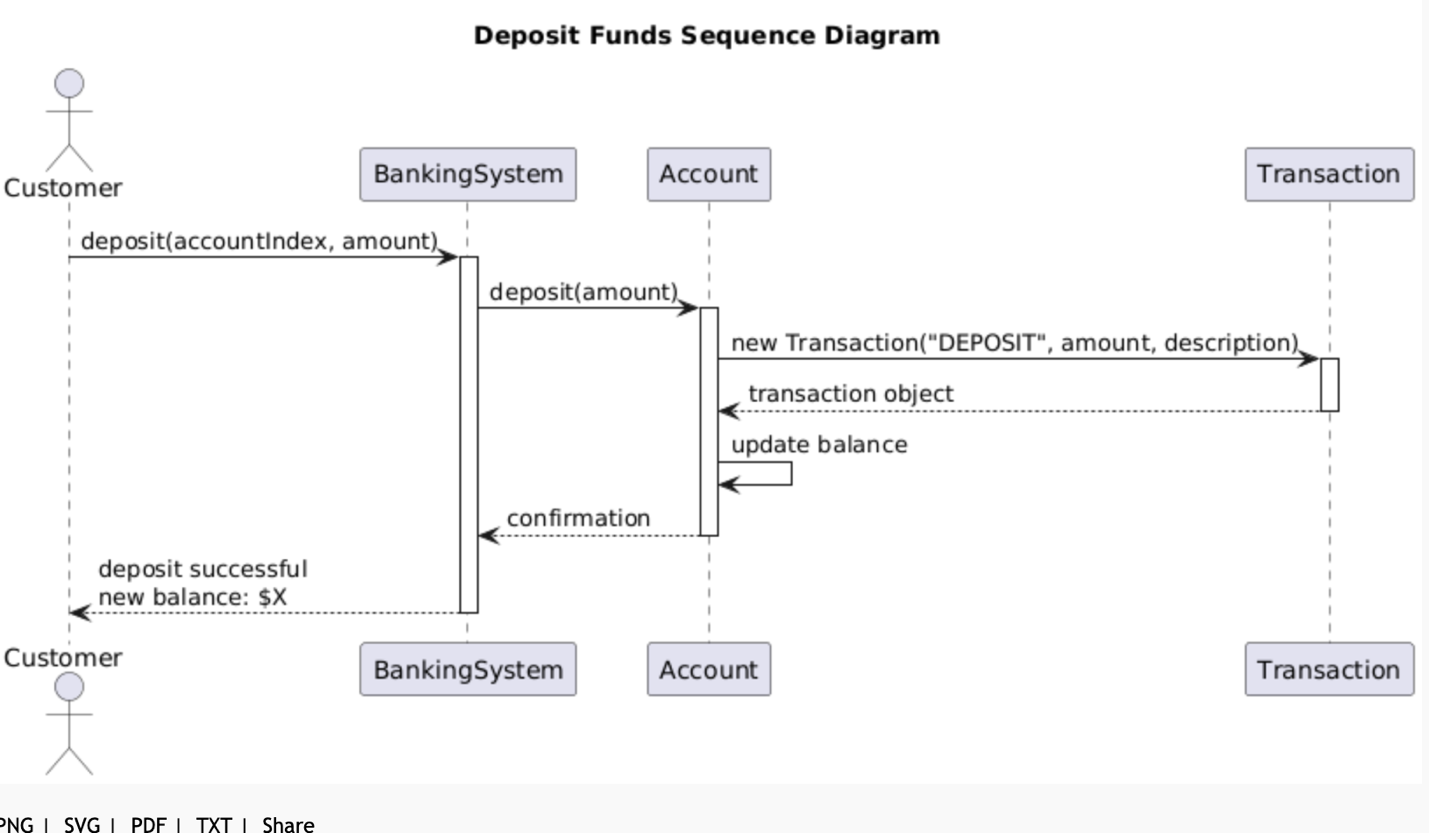 Deposit Funds Sequence Diagram
Customer
BankingSystem
Account
Transaction
deposit(accountIndex, amount)
deposit(amount)
new Transaction("DEPOSIT", amount, description)
transaction object
update balance
confirmation
deposit successful
new balance: $X
Customer
BankingSystem
Account
Transaction
PNG | SVG | PDF | TXT | Share